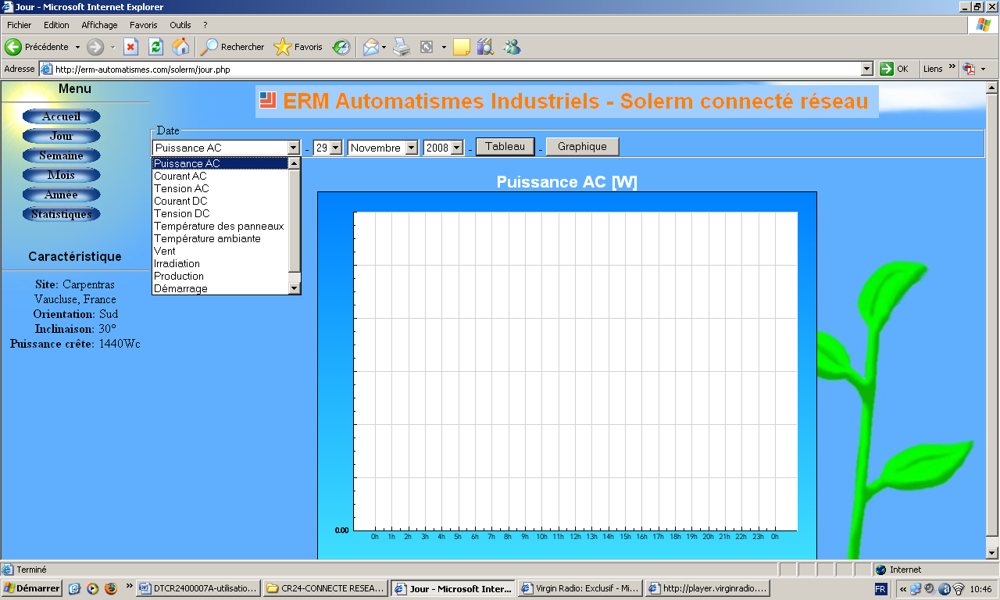 Jour - Microsoft Internet Explorer
Fichier Edition Affichage Favoris Outils ?
Précédente Rechercher Favoris
Adresse http://erm-automatismes.com/solerm/jour.php OK Liens »
Menu
ERM Automatismes Industriels - Solerm connecté réseau
Accueil
Jour
Semaine
Mois
Année
Statistiques
Date
Puissance AC - 29 Novembre 2008 - Tableau - Graphique
Puissance AC
Courant AC
Tension AC
Courant DC
Tension DC
Température des panneaux
Température ambiante
Vent
Irradiation
Production
Démarrage
Caractéristique
Site: Carpentras
Vaucluse, France
Orientation: Sud
Inclinaison: 30°
Puissance crête: 1440Wc
Puissance AC [W]
0.00
0h 1h 2h 3h 4h 5h 6h 7h 8h 9h 10h 11h 12h 13h 14h 15h 16h 17h 18h 19h 20h 21h 22h 23h 0h
Terminé Internet
Démarrer » DTCR2400007A-utilisatio... CR24-CONNECTE RESEA... Jour - Microsoft Inter... Virgin Radio: Exclusif - Mi... http://player.virginradio.... FR « 10:46